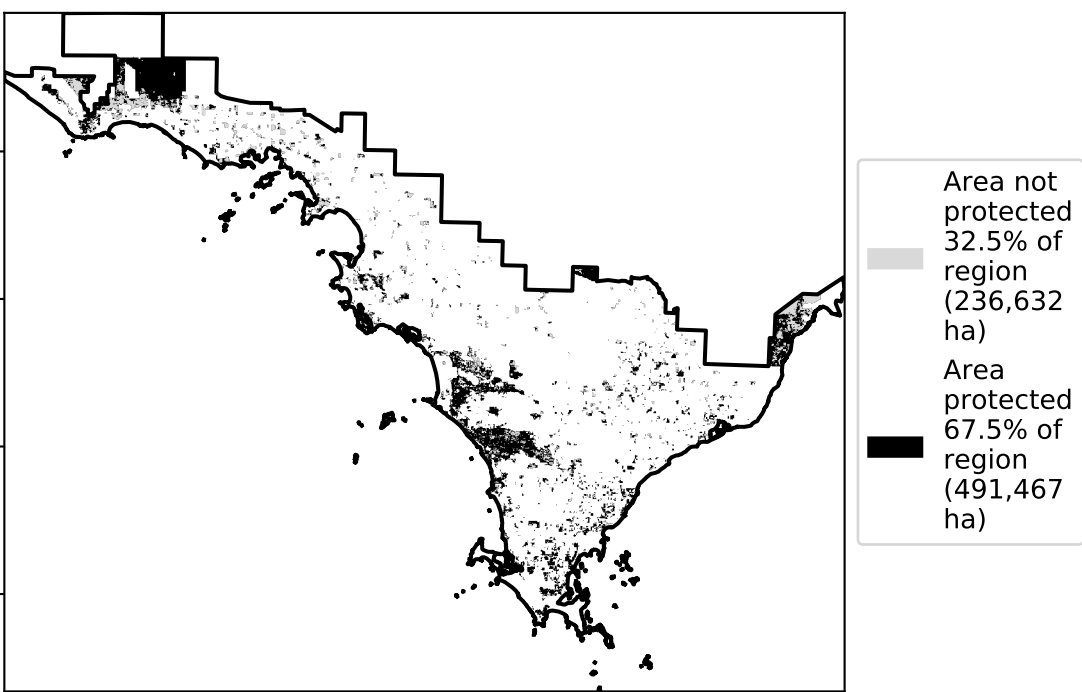 Area not
protected
32.5% of
region
(236,632
ha)
Area
protected
67.5% of
region
(491,467
ha)